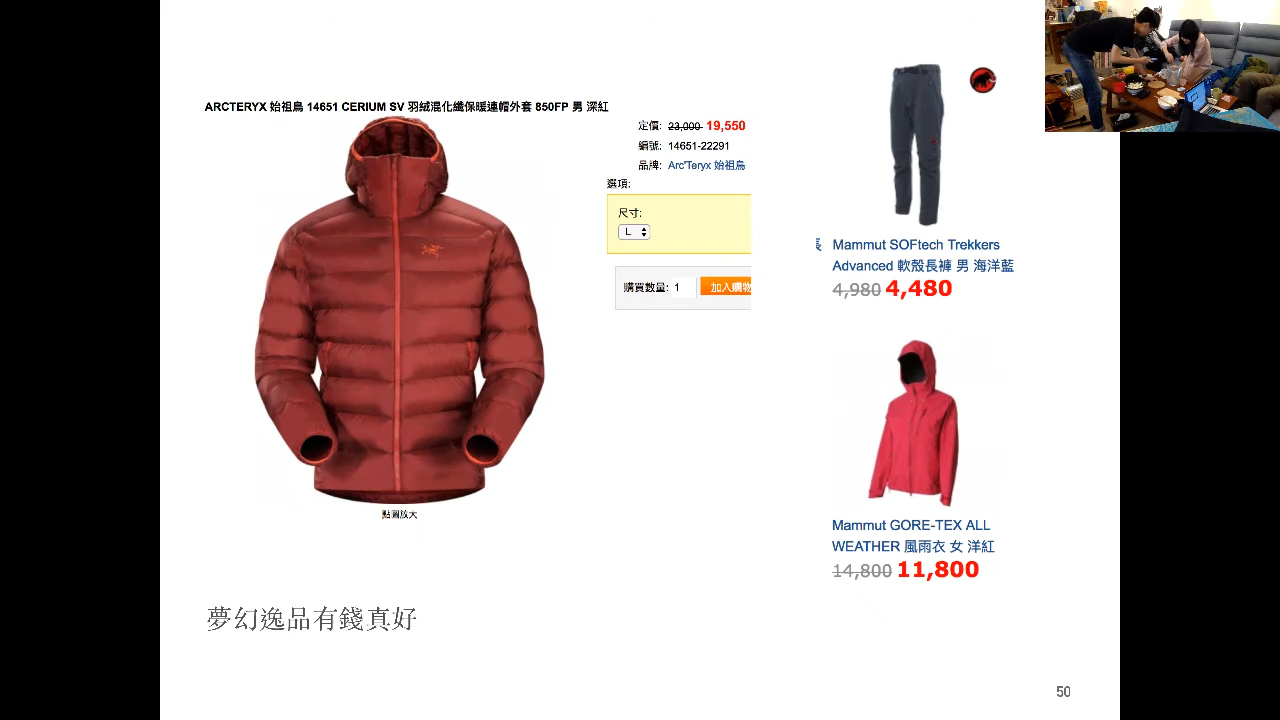 ARCTERYX 始祖鳥 14651 CERIUM SV 羽絨混化纖保暖連帽外套 850FP 男 深紅
定價: 23,000 19,550
編號: 14651-22291
品牌: Arc'Teryx 始祖鳥
選項:
尺寸:
L
購買數量: 1 加入購物
點圖放大
Mammut SOFtech Trekkers
Advanced 軟殼長褲 男 海洋藍
4,980 4,480
Mammut GORE-TEX ALL
WEATHER 風雨衣 女 洋紅
14,800 11,800
夢幻逸品有錢真好
50